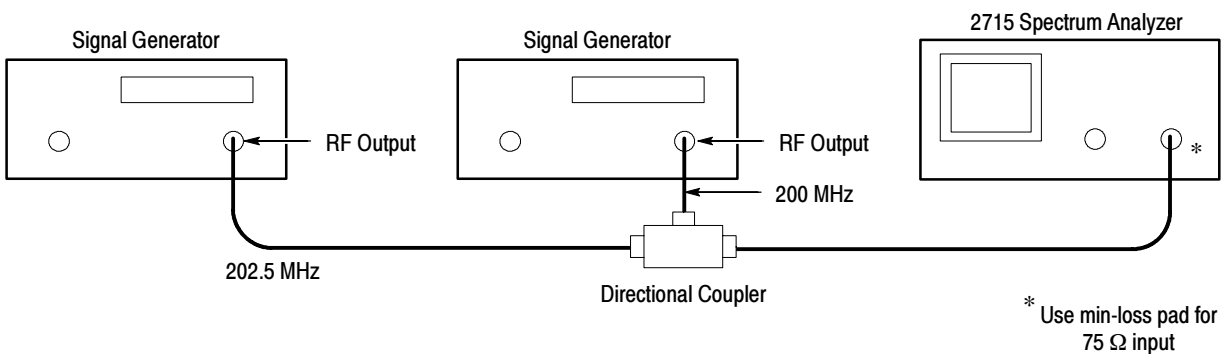 2715 Spectrum Analyzer
Signal Generator
Signal Generator
RF Output
RF Output
*
200 MHz
202.5 MHz
Directional Coupler
* Use min-loss pad for
75 Ω input